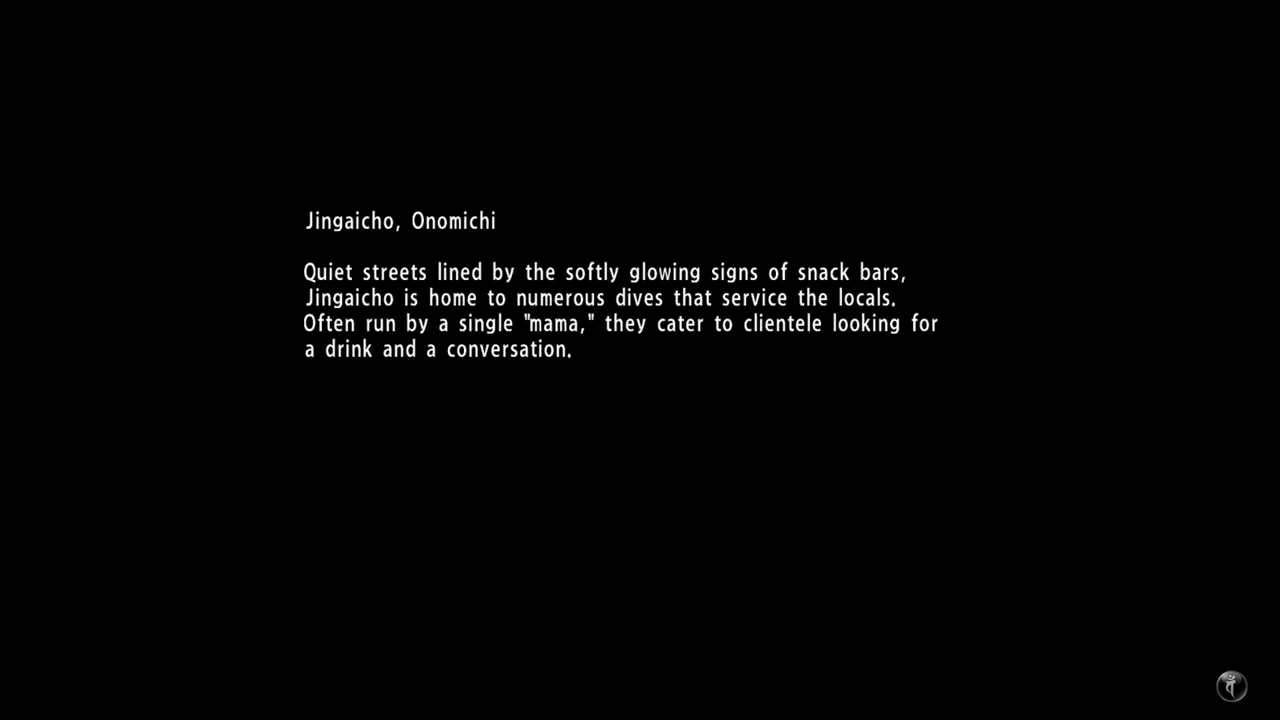 Jingaicho, Onomichi
Quiet streets lined by the softly glowing signs of snack bars,
Jingaicho is home to numerous dives that service the locals.
Often run by a single "mama," they cater to clientele looking for
a drink and a conversation.